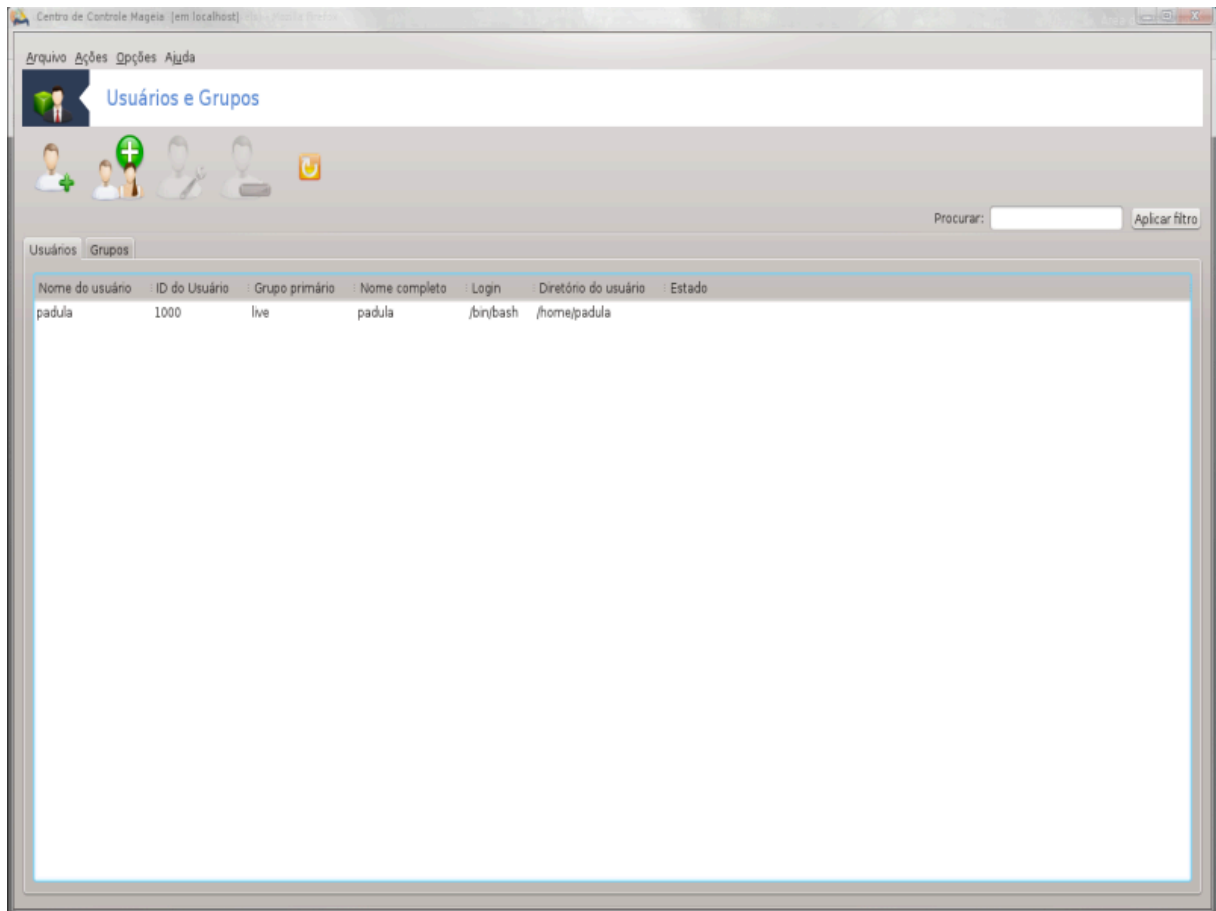 Centro de Controle Mageia [em localhost]
Arquivo Ações Opções Ajuda
Usuários e Grupos
Procurar: Aplicar filtro
Usuários Grupos
Nome do usuário ID do Usuário Grupo primário Nome completo Login Diretório do usuário Estado
padula 1000 live padula /bin/bash /home/padula